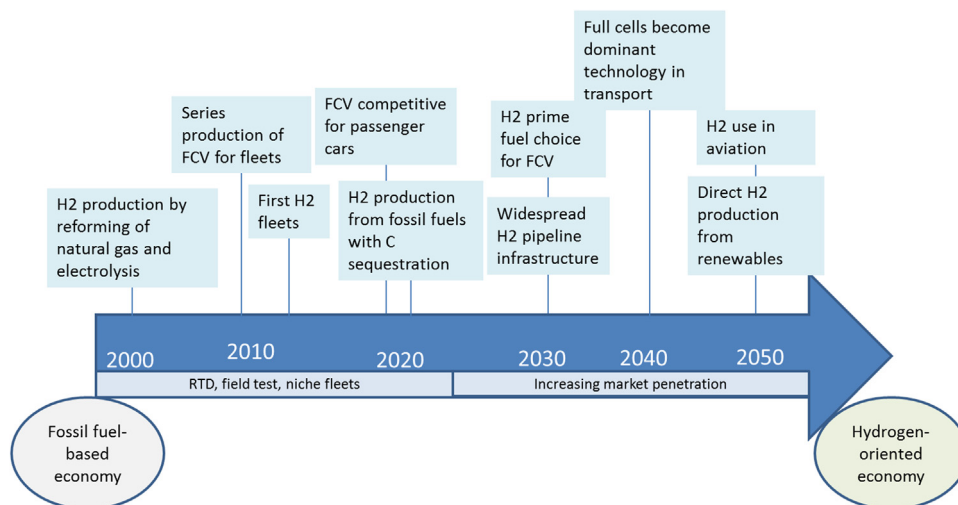 Full cells become
dominant
technology in
transport
Series
production of
FCV for fleets
FCV competitive
for passenger
cars
H2 prime
fuel choice
for FCV
H2 use in
aviation
H2 production by
reforming of
natural gas and
electrolysis
First H2
fleets
H2 production
from fossil fuels
with C
sequestration
Widespread
H2 pipeline
infrastructure
Direct H2
production
from
renewables
2000
2010
2020
2030
2040
2050
RTD, field test, niche fleets
Increasing market penetration
Fossil fuel-
based
economy
Hydrogen-
oriented
economy